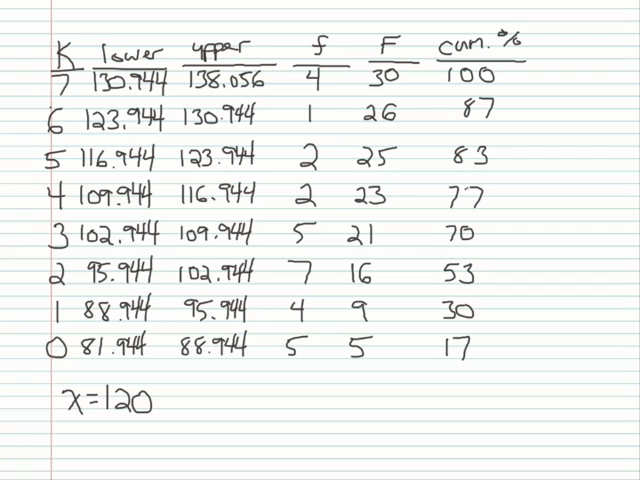 K lower upper f F cum. %
7 130.944 138.056 4 30 100
6 123.944 130.944 1 26 87
5 116.944 123.944 2 25 83
4 109.944 116.944 2 23 77
3 102.944 109.944 5 21 70
2 95.944 102.944 7 16 53
1 88.944 95.944 4 9 30
0 81.944 88.944 5 5 17
x=120